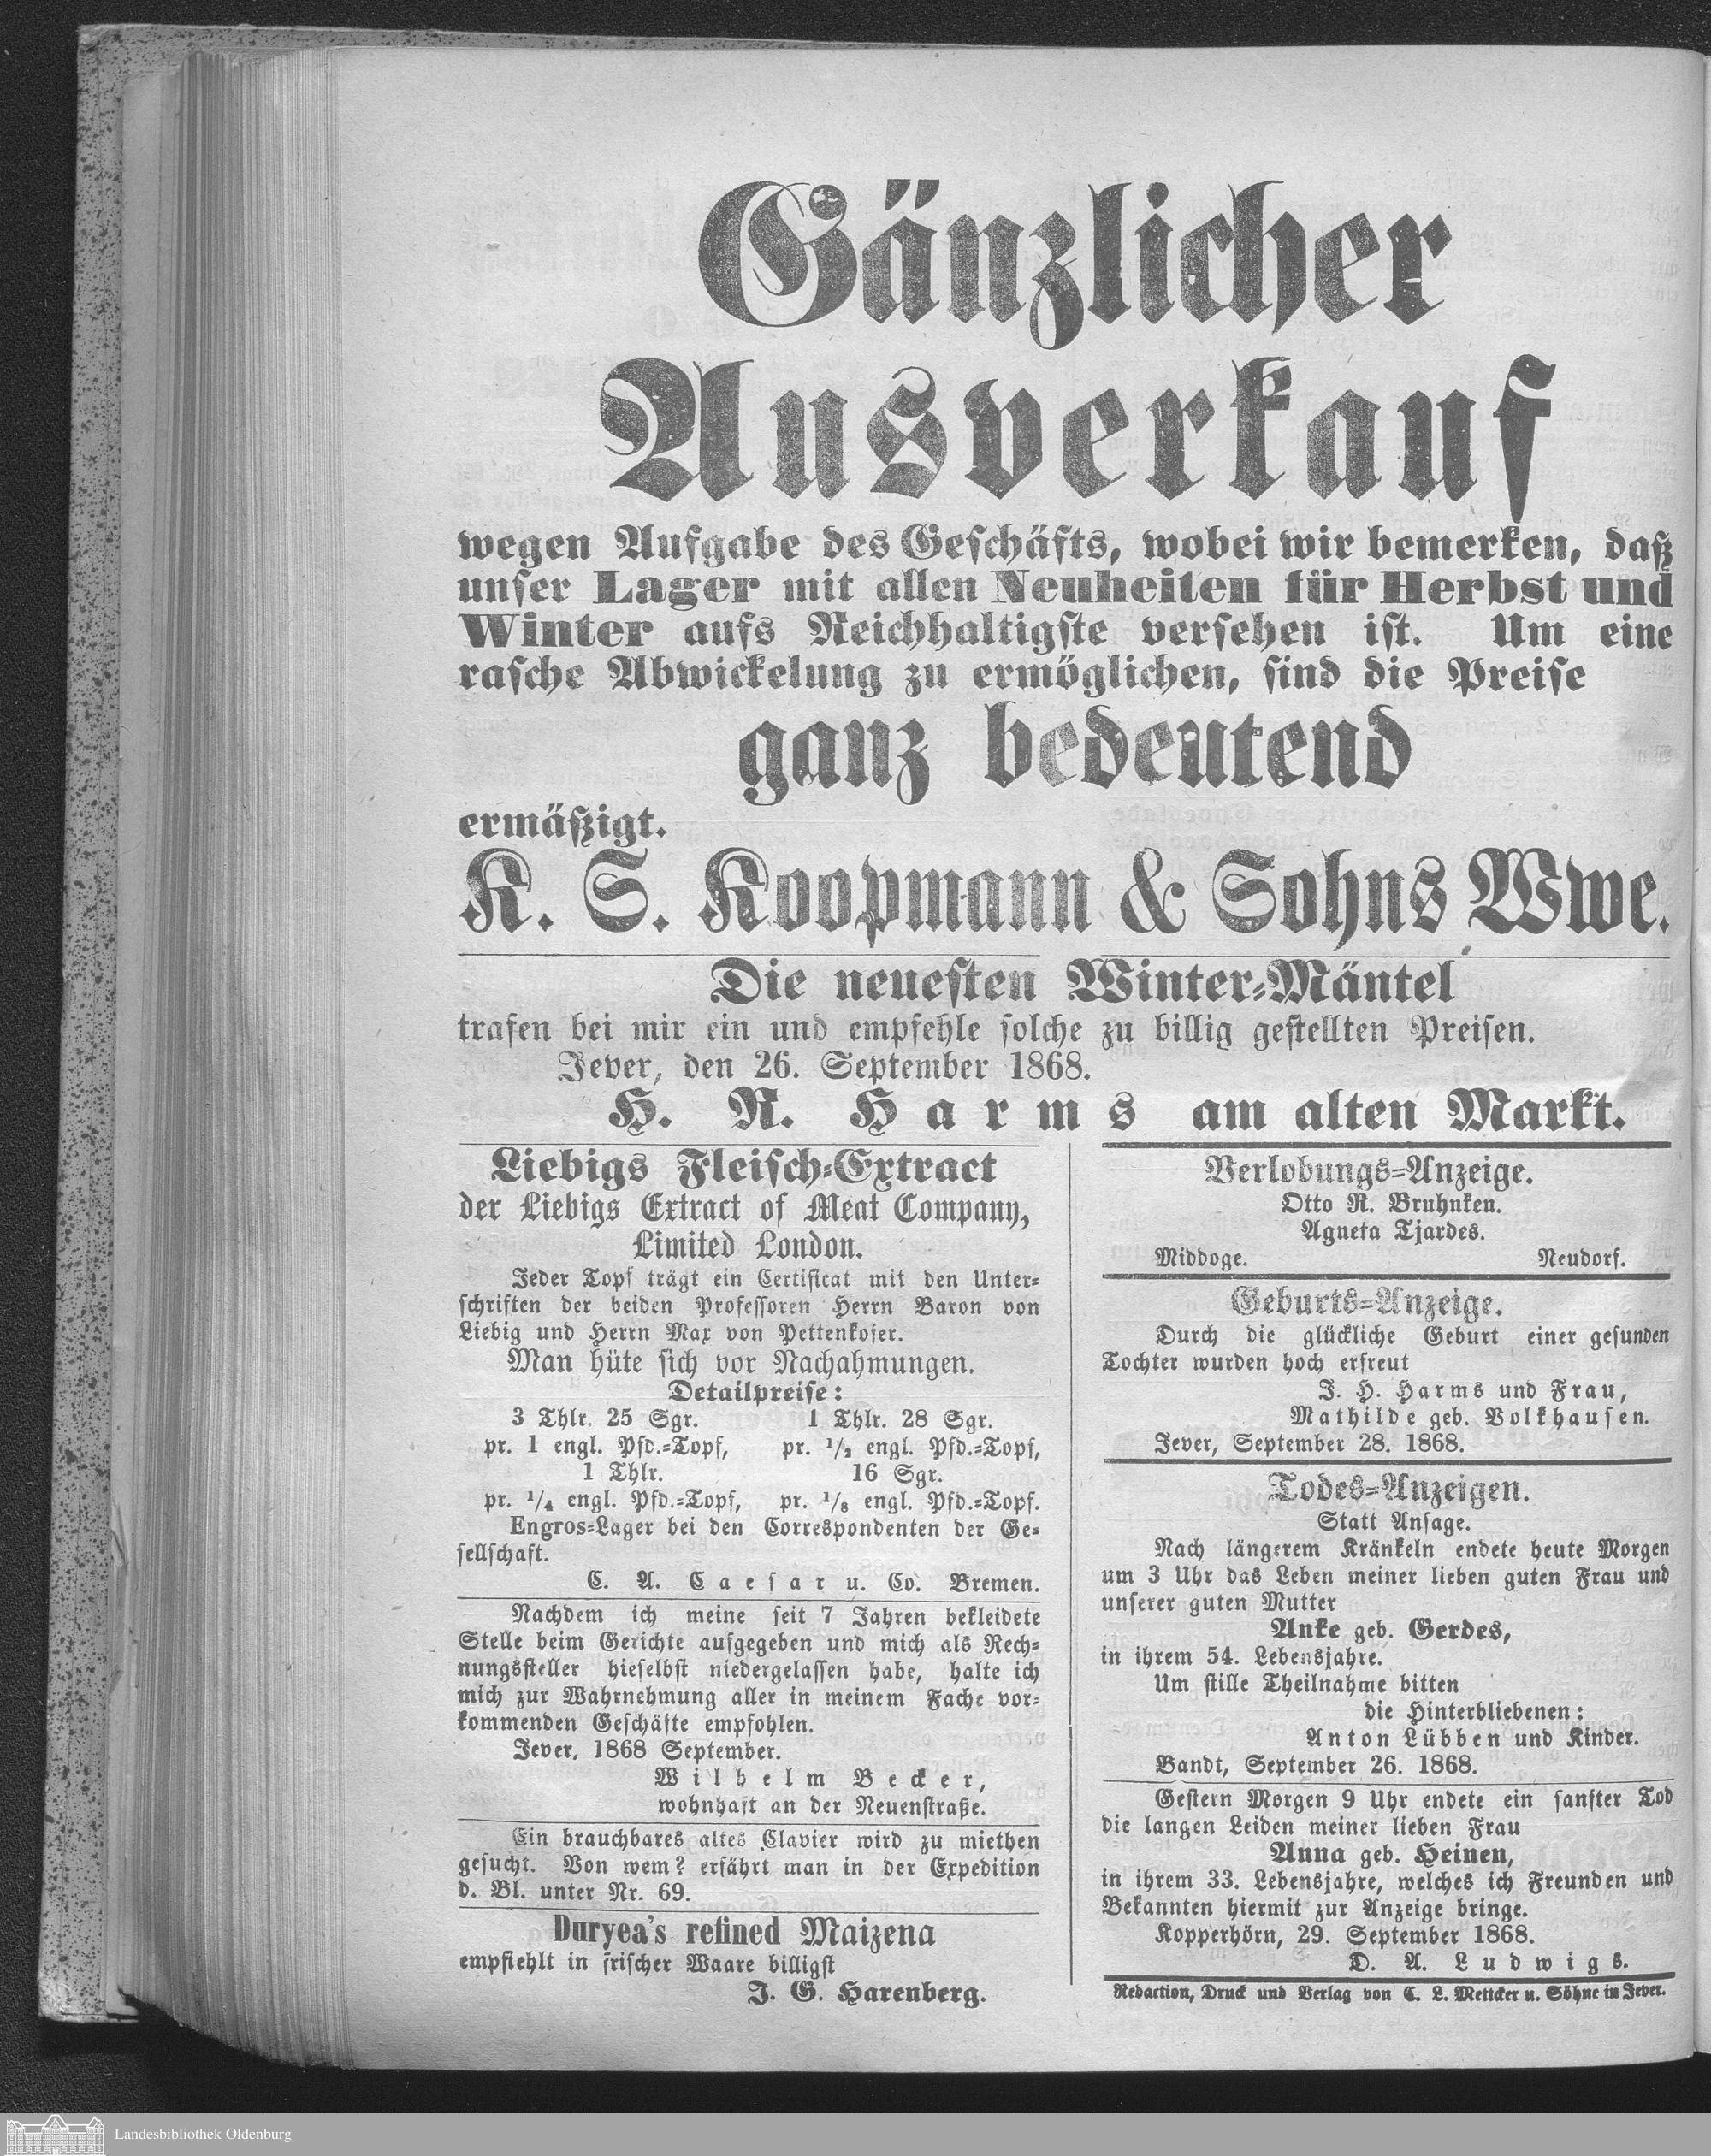 Gänzlicher
Ausverkauf
wegen Aufgabe des Geschäfts, wobei wir bemerken, daß
unser Lager mit allen Neuheiten für Herbst und
Winter aufs Reichhaltigste versehen ist. Um eine
rasche Abwickelung zu ermöglichen, sind die Preise
ganz bedeutend
ermäßigt.
K. S. Koopmann & Sohns Wwe.
Die neuesten Winter-Mäntel
trafen bei mir ein und empfehle solche zu billig gestellten Preisen.
Jever, den 26. September 1868.
H. R. Harms am alten Markt.
Liebigs Fleisch-Extract
der Liebigs Extract of Meat Company,
Limited London.
Jeder Topf trägt ein Certificat mit den Unter-
schriften der beiden Professoren Herrn Baron von
Liebig und Herrn Max von Pettenkofer.
Man hüte sich vor Nachahmungen.
Detailpreise:
3 Thlr. 25 Sgr. 1 Thlr. 28 Sgr.
pr. 1 engl. Pfd.-Topf, pr. 1/2 engl. Pfd.-Topf,
1 Thlr. 16 Sgr.
pr. 1/4 engl. Pfd.-Topf, pr. 1/8 engl. Pfd.-Topf.
Engros-Lager bei den Correspondenten der Ge-
sellschaft.
C. A. Caesar u. Co. Bremen.
Nachdem ich meine seit 7 Jahren bekleidete
Stelle beim Gerichte aufgegeben und mich als Rech-
nungssteller hieselbst niedergelassen habe, halte ich
mich zur Wahrnehmung aller in meinem Fache vor-
kommenden Geschäfte empfohlen.
Jever, 1868 September.
Wilhelm Becker,
wohnhaft an der Neuenstraße.
Ein brauchbares altes Clavier wird zu miethen
gesucht. Von wem? erfährt man in der Expedition
d. Bl. unter Nr. 69.
Duryea's refined Maizena
empfiehlt in frischer Waare billigst
J. G. Harenberg.
Verlobungs-Anzeige.
Otto R. Bruhnken.
Agneta Tjardes.
Middoge. Neudorf.
Geburts-Anzeige.
Durch die glückliche Geburt einer gesunden
Tochter wurden hoch erfreut
J. H. Harms und Frau,
Mathilde geb. Volkhausen.
Jever, September 28. 1868.
Todes-Anzeigen.
Statt Ansage.
Nach längerem Kränkeln endete heute Morgen
um 3 Uhr das Leben meiner lieben guten Frau und
unserer guten Mutter
Anke geb. Gerdes,
in ihrem 54. Lebensjahre.
Um stille Theilnahme bitten
die Hinterbliebenen:
Anton Lübben und Kinder.
Bandt, September 26. 1868.
Gestern Morgen 9 Uhr endete ein sanfter Tod
die langen Leiden meiner lieben Frau
Anna geb. Heinen,
in ihrem 33. Lebensjahre, welches ich Freunden und
Bekannten hiermit zur Anzeige bringe.
Kopperhörn, 29. September 1868.
D. A. Ludwigs.
Redaction, Druck und Verlag von C. L. Mettcker u. Söhne in Jever.
Landesbibliothek Oldenburg